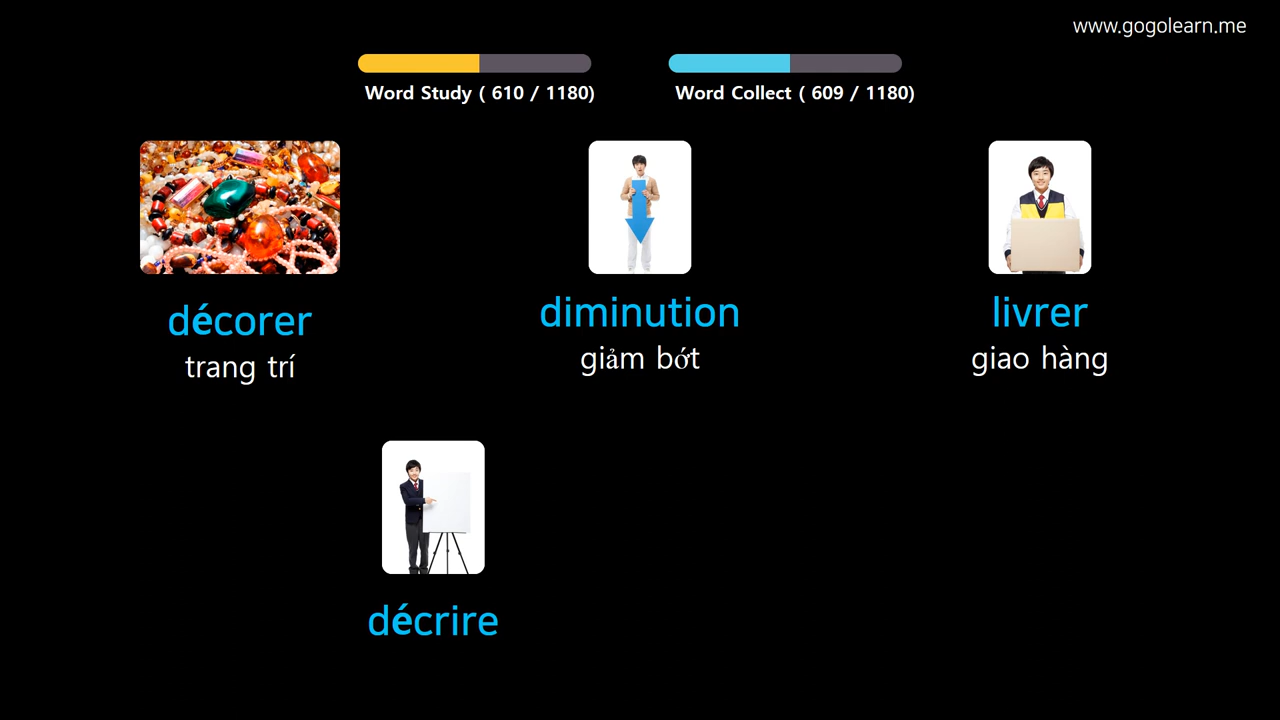 www.gogolearn.me
Word Study ( 610 / 1180)
Word Collect ( 609 / 1180)
décorer
trang trí
diminution
giảm bớt
livrer
giao hàng
décrire